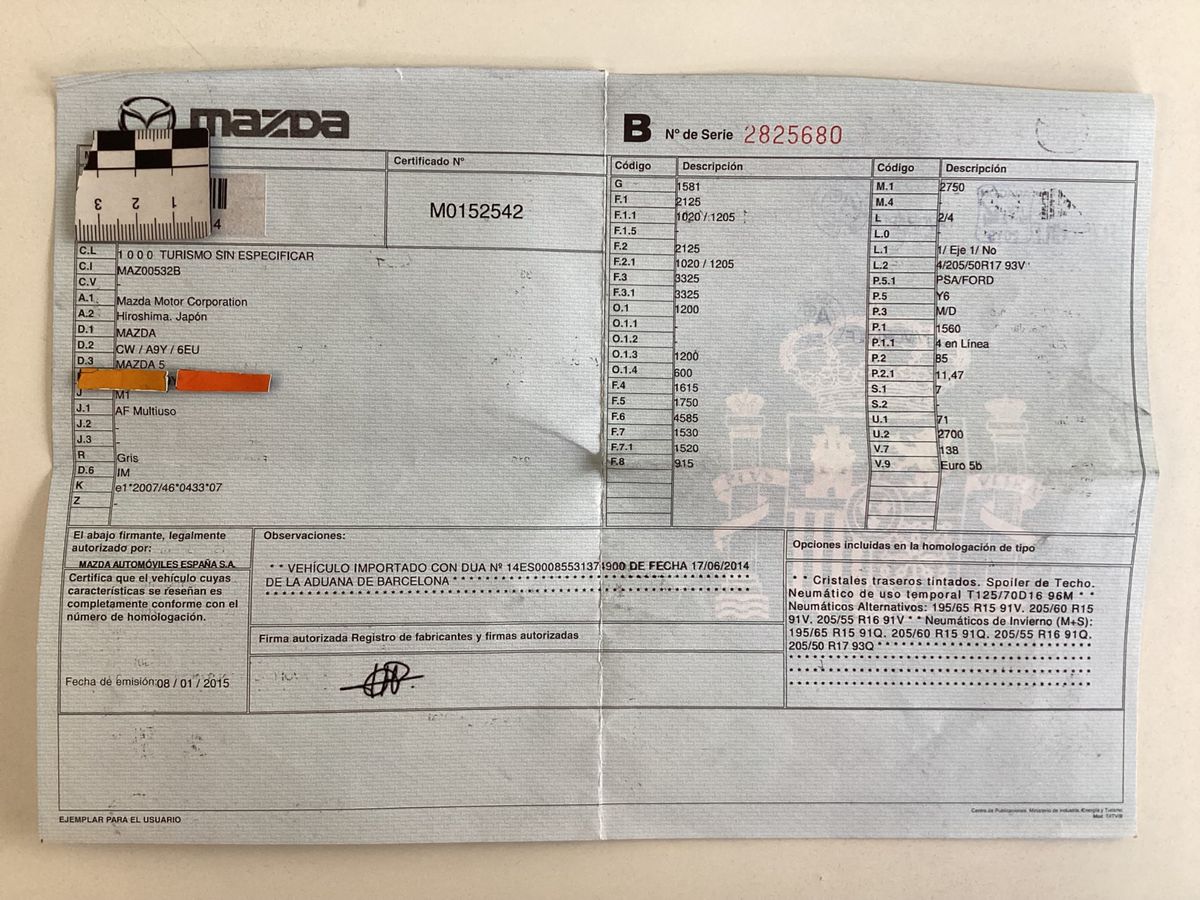 mazda
B Nº de Serie 2825680
Certificado Nº
M0152542
4
3 2 1
C.L 1 0 0 0 TURISMO SIN ESPECIFICAR
C.I MAZ00532B
C.V -
A.1 Mazda Motor Corporation
A.2 Hiroshima. Japón
D.1 MAZDA
D.2 CW / A9Y / 6EU
D.3 MAZDA 5
J M1
J.1 AF Multiuso
J.2 -
J.3 -
R Gris
D.6 IM
K e1*2007/46*0433*07
Z -
Código Descripción
G 1581
F.1 2125
F.1.1 1020 / 1205
F.1.5 -
F.2 2125
F.2.1 1020 / 1205
F.3 3325
F.3.1 3325
O.1 1200
O.1.1 -
O.1.2 -
O.1.3 1200
O.1.4 600
F.4 1615
F.5 1750
F.6 4585
F.7 1530
F.7.1 1520
F.8 915
Código Descripción
M.1 2750
M.4 -
L 2/4
L.0 -
L.1 1/ Eje 1/ No
L.2 4/205/50R17 93V
P.5.1 PSA/FORD
P.5 Y6
P.3 M/D
P.1 1560
P.1.1 4 en Línea
P.2 85
P.2.1 11,47
S.1 7
S.2 -
U.1 71
U.2 2700
V.7 138
V.9 Euro 5b
El abajo firmante, legalmente
autorizado por:
MAZDA AUTOMÓVILES ESPAÑA S.A.
Certifica que el vehículo cuyas
características se reseñan es
completamente conforme con el
número de homologación.
Fecha de emisión:08 / 01 / 2015
Observaciones:
* * VEHÍCULO IMPORTADO CON DUA Nº 14ES00085531374900 DE FECHA 17/06/2014
DE LA ADUANA DE BARCELONA
Firma autorizada Registro de fabricantes y firmas autorizadas
Opciones incluidas en la homologación de tipo
* * Cristales traseros tintados. Spoiler de Techo.
Neumático de uso temporal T125/70D16 96M * *
Neumáticos Alternativos: 195/65 R15 91V. 205/60 R15
91V. 205/55 R16 91V * * Neumáticos de Invierno (M+S):
195/65 R15 91Q. 205/60 R15 91Q. 205/55 R16 91Q.
205/50 R17 93Q
EJEMPLAR PARA EL USUARIO
Centro de Publicaciones. Ministerio de Industria, Energía y Turismo.